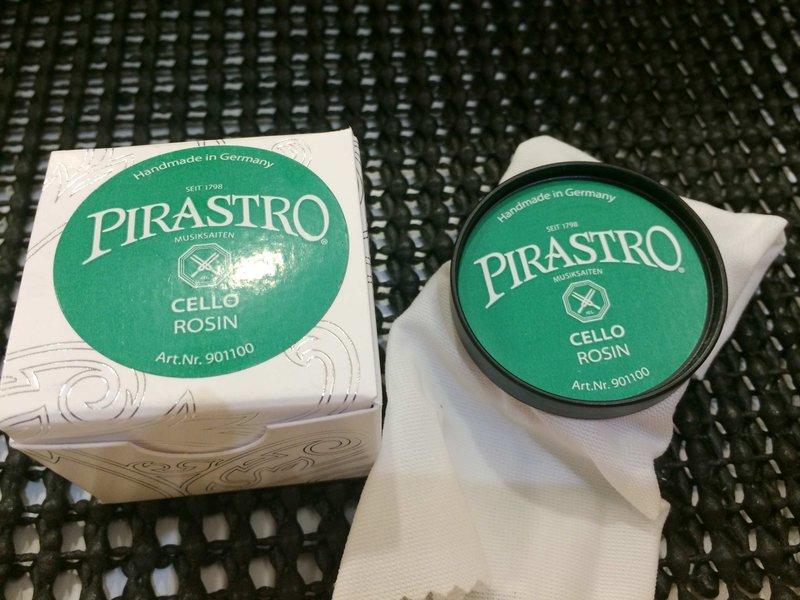 Handmade in Germany
SEIT 1798
PIRASTRO®
MUSIKSAITEN
CELLO
ROSIN
Art.Nr. 901100
Handmade in Germany
SEIT 1798
PIRASTRO®
MUSIKSAITEN
CELLO
ROSIN
Art.Nr. 901100